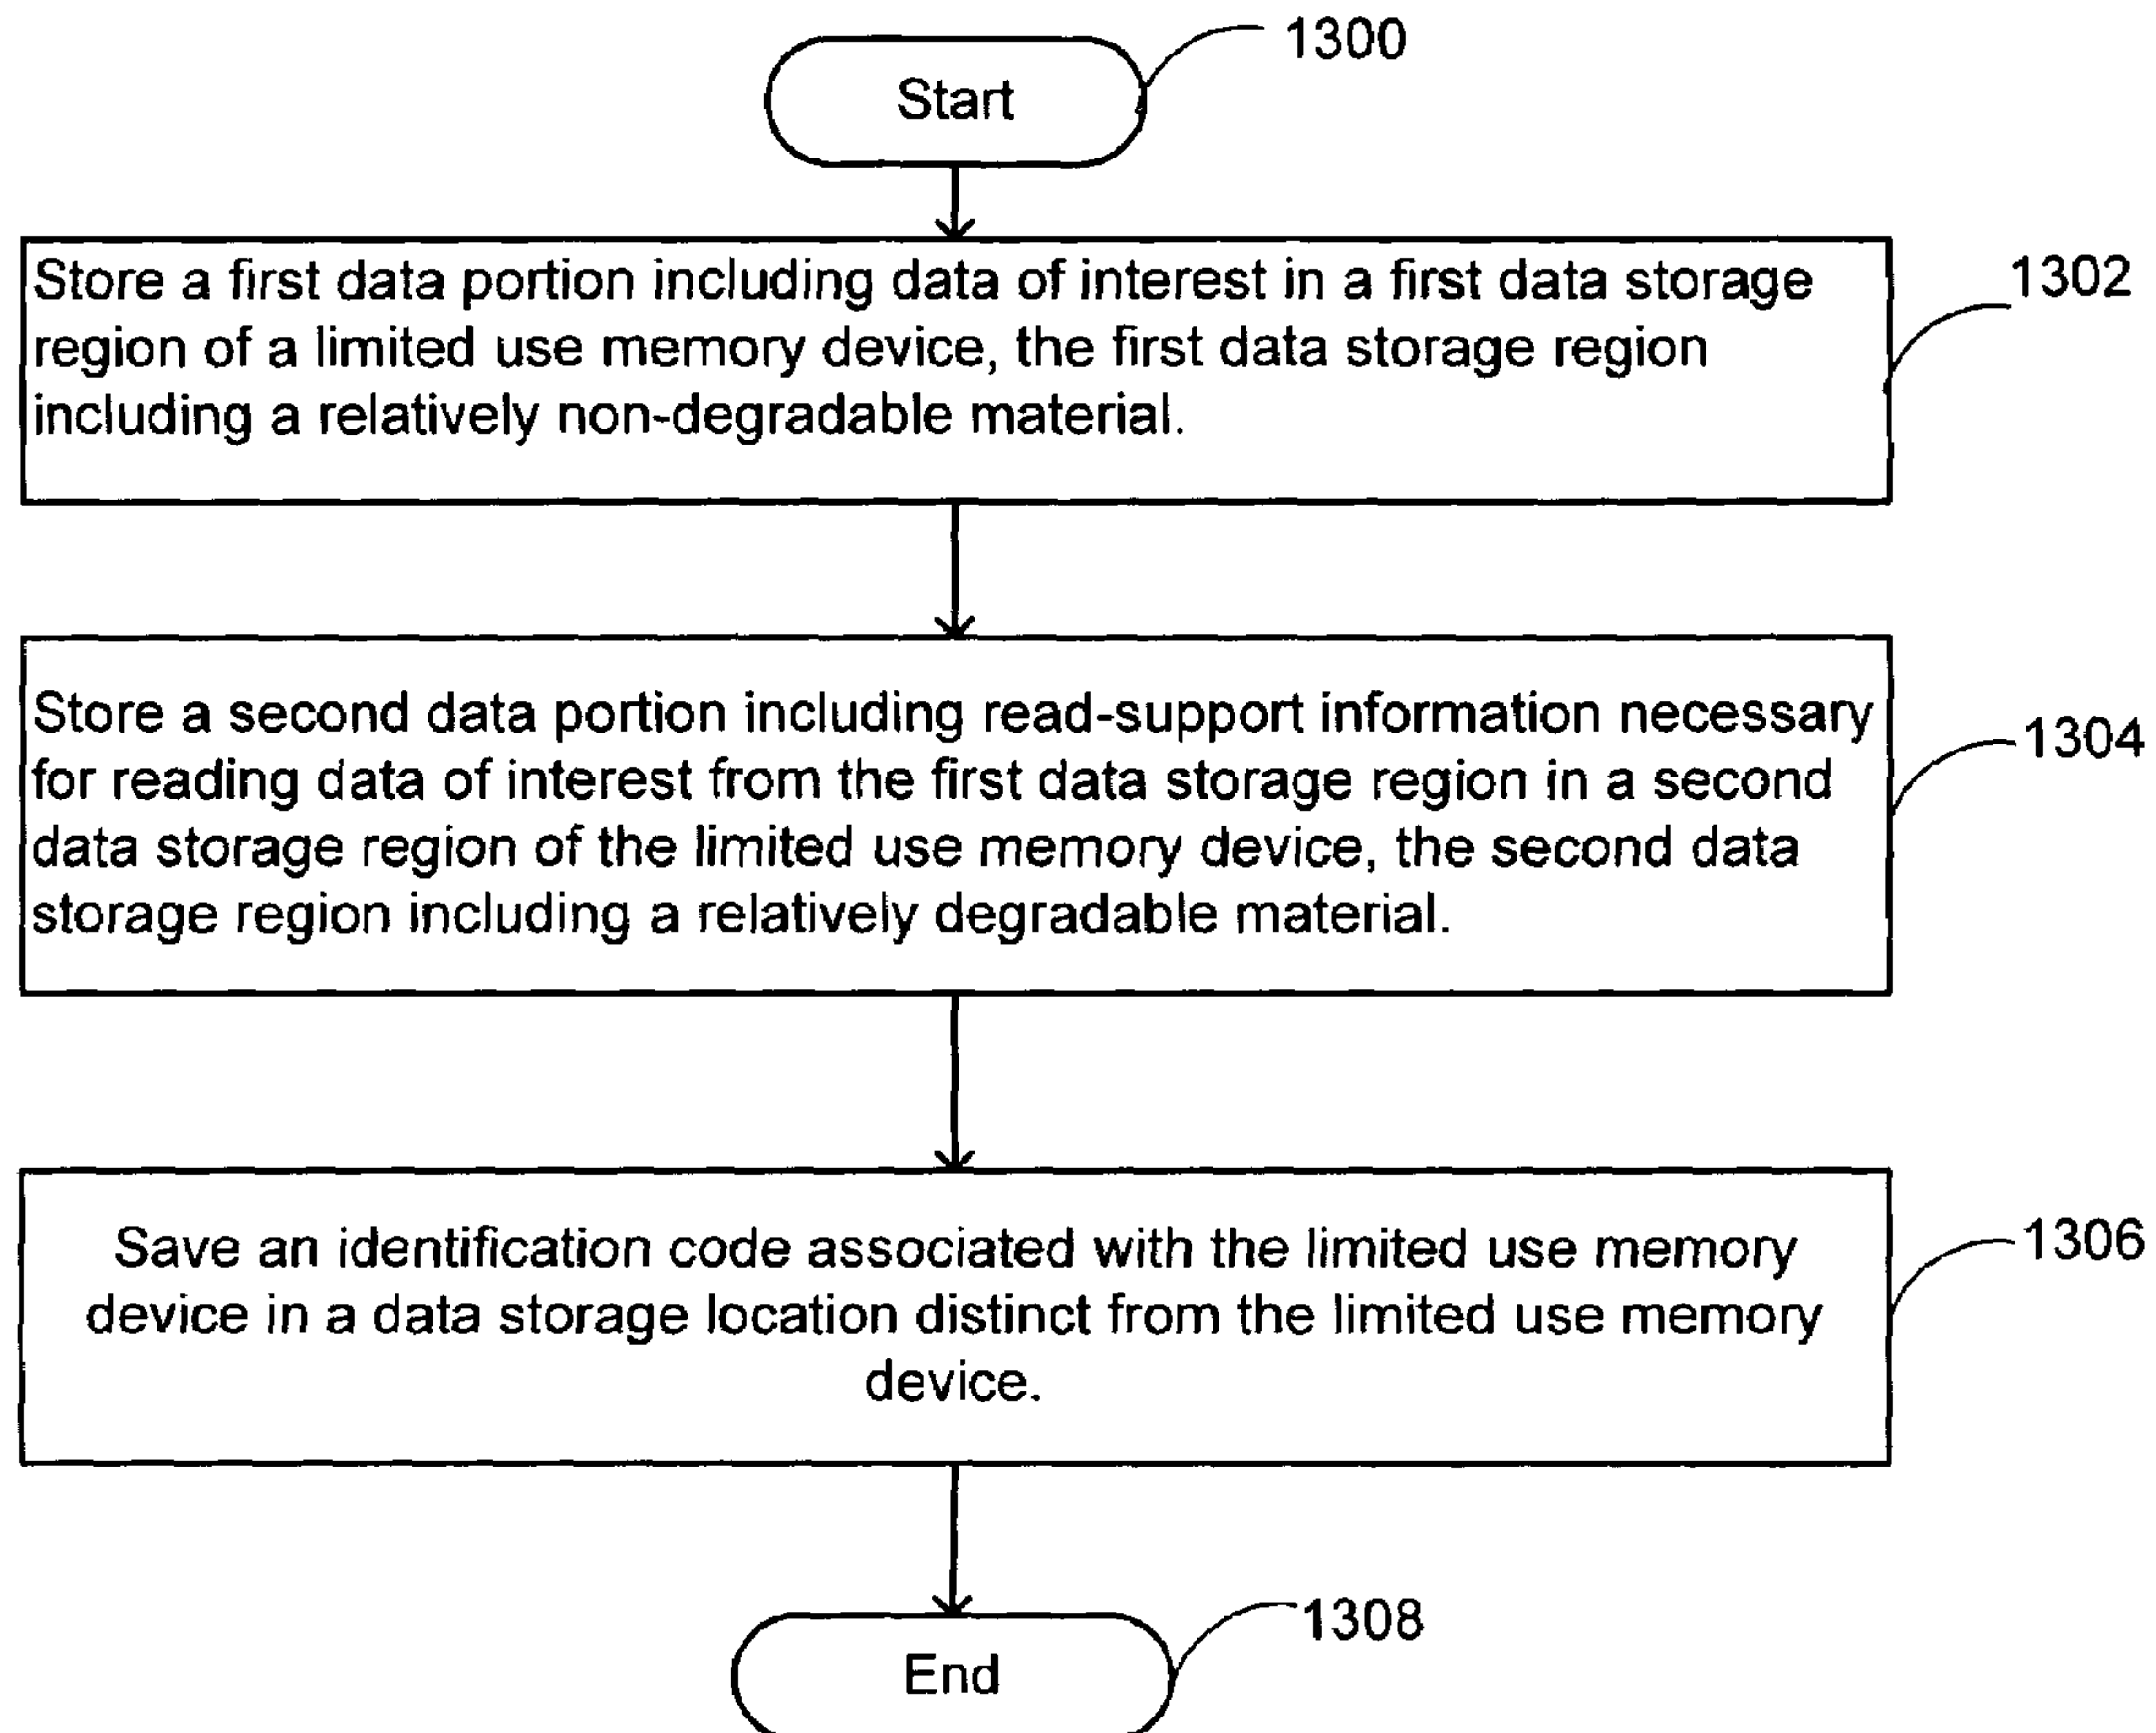 1300
Start
1302
Store a first data portion including data of interest in a first data storage
region of a limited use memory device, the first data storage region
including a relatively non-degradable material.
1304
Store a second data portion including read-support information necessary
for reading data of interest from the first data storage region in a second
data storage region of the limited use memory device, the second data
storage region including a relatively degradable material.
1306
Save an identification code associated with the limited use memory
device in a data storage location distinct from the limited use memory
device.
1308
End